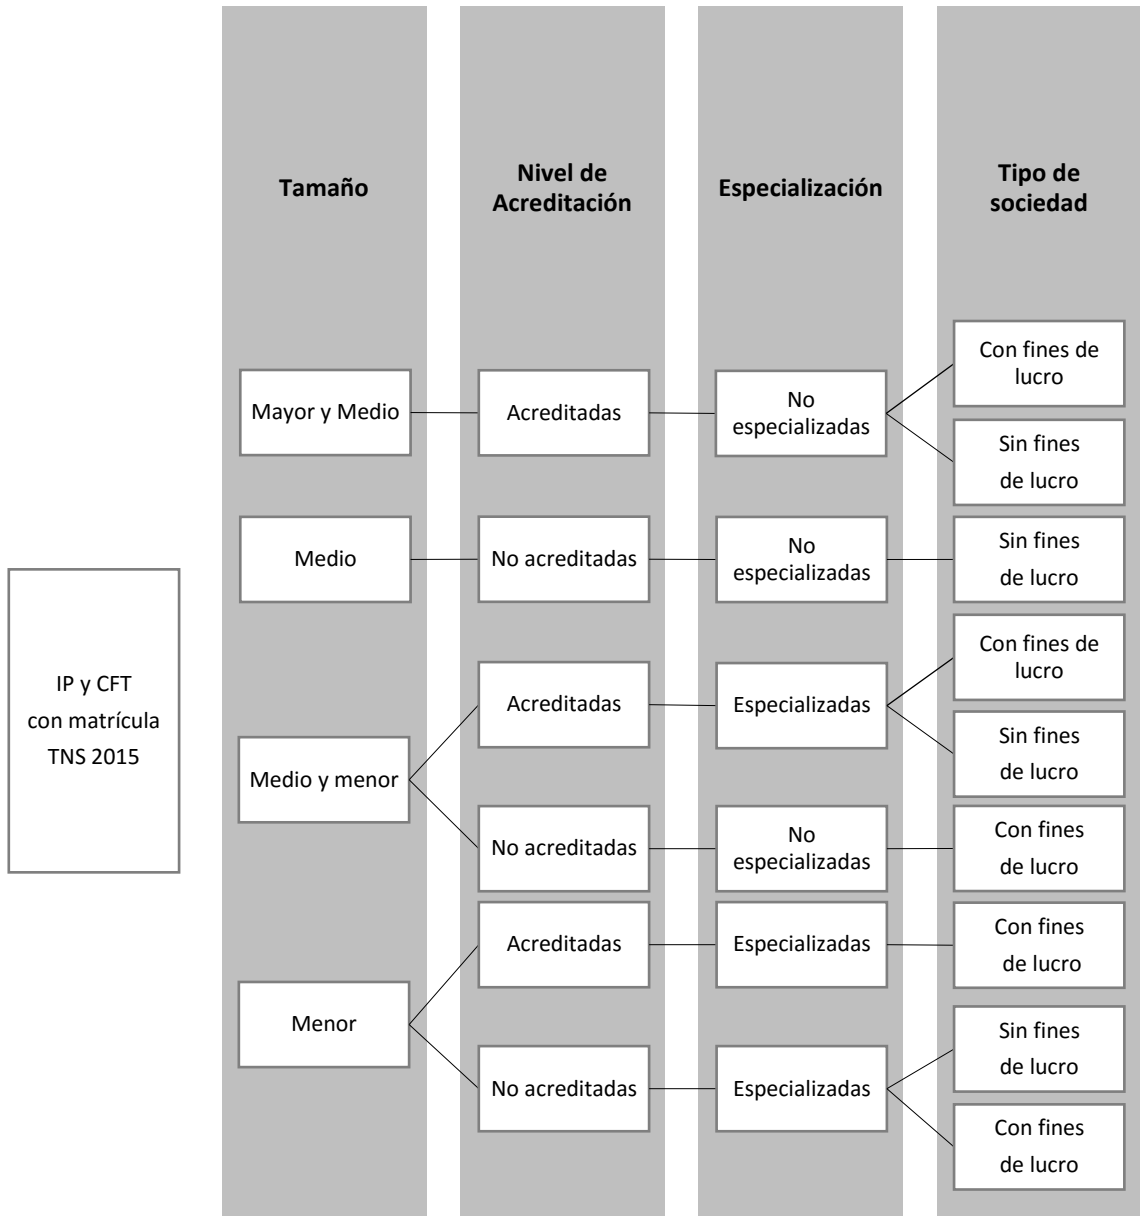 Tamaño
Nivel de
Acreditación
Especialización
Tipo de
sociedad
IP y CFT
con matrícula
TNS 2015
Mayor y Medio
Acreditadas
No
especializadas
Con fines de
lucro
Sin fines
de lucro
Medio
No acreditadas
No
especializadas
Sin fines
de lucro
Medio y menor
Acreditadas
Especializadas
Con fines de
lucro
Sin fines
de lucro
No acreditadas
No
especializadas
Con fines
de lucro
Menor
Acreditadas
Especializadas
Con fines
de lucro
No acreditadas
Especializadas
Sin fines
de lucro
Con fines
de lucro